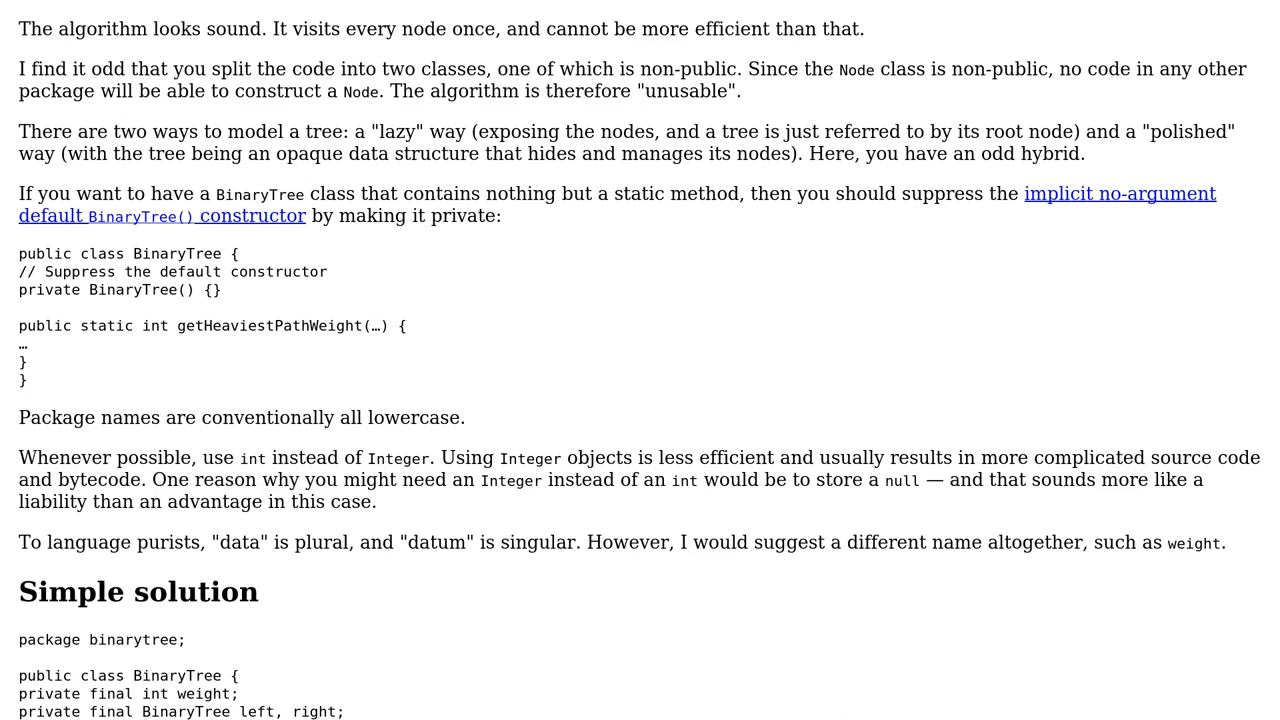 The algorithm looks sound. It visits every node once, and cannot be more efficient than that.
I find it odd that you split the code into two classes, one of which is non-public. Since the Node class is non-public, no code in any other
package will be able to construct a Node. The algorithm is therefore "unusable".
There are two ways to model a tree: a "lazy" way (exposing the nodes, and a tree is just referred to by its root node) and a "polished"
way (with the tree being an opaque data structure that hides and manages its nodes). Here, you have an odd hybrid.
If you want to have a BinaryTree class that contains nothing but a static method, then you should suppress the implicit no-argument
default BinaryTree() constructor by making it private:
public class BinaryTree {
// Suppress the default constructor
private BinaryTree() {}
public static int getHeaviestPathWeight(…) {
…
}
}
Package names are conventionally all lowercase.
Whenever possible, use int instead of Integer. Using Integer objects is less efficient and usually results in more complicated source code
and bytecode. One reason why you might need an Integer instead of an int would be to store a null — and that sounds more like a
liability than an advantage in this case.
To language purists, "data" is plural, and "datum" is singular. However, I would suggest a different name altogether, such as weight.
Simple solution
package binarytree;
public class BinaryTree {
private final int weight;
private final BinaryTree left, right;